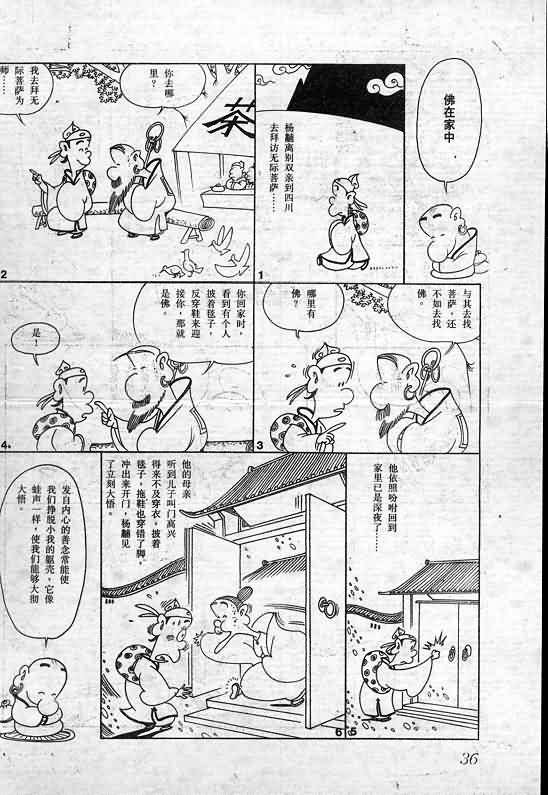 佛在家中
杨黼离别双亲到四川
去拜访无际菩萨……
1
你去哪
里？
我去拜无
际菩萨为
师……
茶
2
与其去找
菩萨，还
不如去找
佛。
哪里有
佛？
3
你回家时，
看到有个人
披着毯子，
反穿鞋来迎
接你，那就
是佛。
是！
4
他依照吩咐回到
家里已是深夜了……
5
他的母亲
听到儿子叫门高兴
得来不及穿衣，披着
毯子，拖鞋也穿错了脚
冲出来开门，杨黼见
了立刻大悟。
6
发自内心的善念常能使
我们挣脱小我的躯壳，它像
蛙声一样，使我们能够大彻
大悟。
36